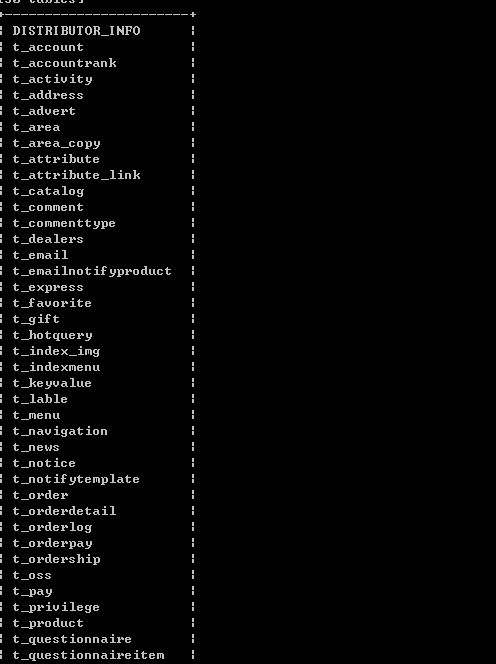 DISTRIBUTOR_INFO
t_account
t_accountrank
t_activity
t_address
t_advert
t_area
t_area_copy
t_attribute
t_attribute_link
t_catalog
t_comment
t_commenttype
t_dealers
t_email
t_emailnotifyproduct
t_express
t_favorite
t_gift
t_hotquery
t_index_img
t_indexmenu
t_keyvalue
t_lable
t_menu
t_navigation
t_news
t_notice
t_notifytemplate
t_order
t_orderdetail
t_orderlog
t_orderpay
t_ordership
t_oss
t_pay
t_privilege
t_product
t_questionnaire
t_questionnaireitem